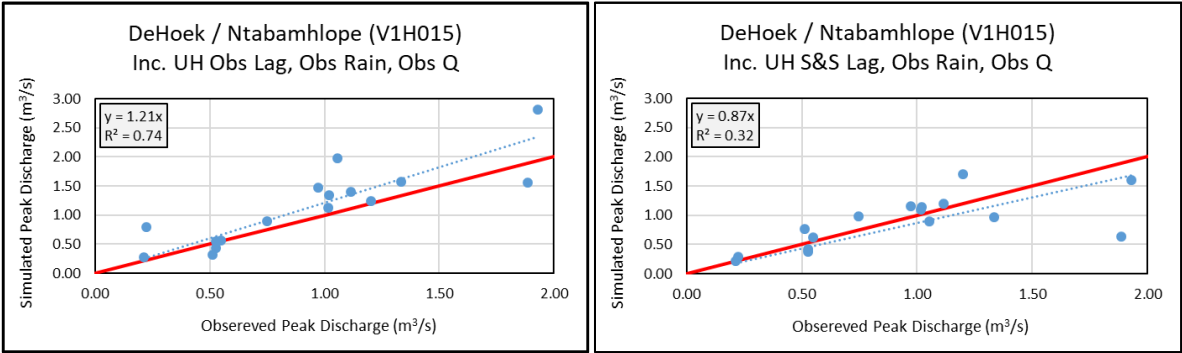 DeHoek / Ntabamhlope (V1H015)
Inc. UH Obs Lag, Obs Rain, Obs Q
y = 1.21x
R² = 0.74
Simulated Peak Discharge (m³/s)
3.00
2.50
2.00
1.50
1.00
0.50
0.00
0.00 0.50 1.00 1.50 2.00
Obsereved Peak Discharge (m³/s)
DeHoek / Ntabamhlope (V1H015)
Inc. UH S&S Lag, Obs Rain, Obs Q
y = 0.87x
R² = 0.32
Simulated Peak Discharge (m³/s)
3.00
2.50
2.00
1.50
1.00
0.50
0.00
0.00 0.50 1.00 1.50 2.00
Obsereved Peak Discharge (m³/s)